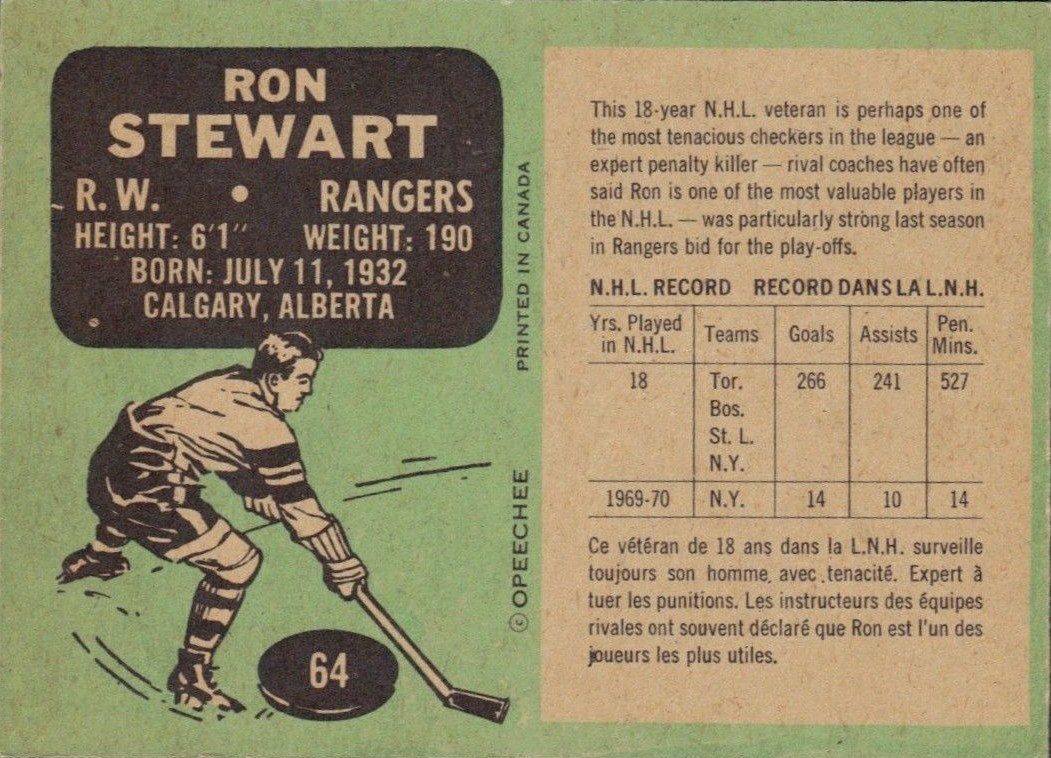 RON
STEWART
R. W. • RANGERS
HEIGHT: 6'1" WEIGHT: 190
BORN: JULY 11, 1932
CALGARY, ALBERTA
64
PRINTED IN CANADA
© OPEECHEE
This 18-year N.H.L. veteran is perhaps one of
the most tenacious checkers in the league — an
expert penalty killer — rival coaches have often
said Ron is one of the most valuable players in
the N.H.L. — was particularly strong last season
in Rangers bid for the play-offs.
N.H.L. RECORD RECORD DANS LA L.N.H.
Yrs. Played in N.H.L. Teams Goals Assists Pen. Mins.
18 Tor. 266 241 527
Bos.
St. L.
N.Y.
1969-70 N.Y. 14 10 14
Ce vétéran de 18 ans dans la L.N.H. surveille
toujours son homme avec tenacité. Expert à
tuer les punitions. Les instructeurs des équipes
rivales ont souvent déclaré que Ron est l'un des
joueurs les plus utiles.